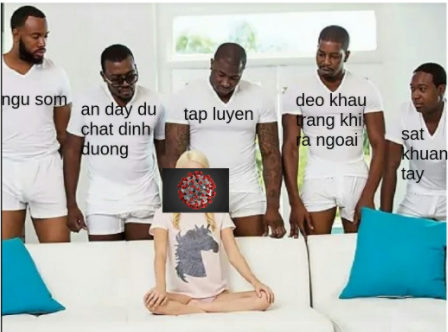 ngu som
an day du
chat dinh
duong
tap luyen
deo khau
trang khi
ra ngoai
sat
khuan
tay